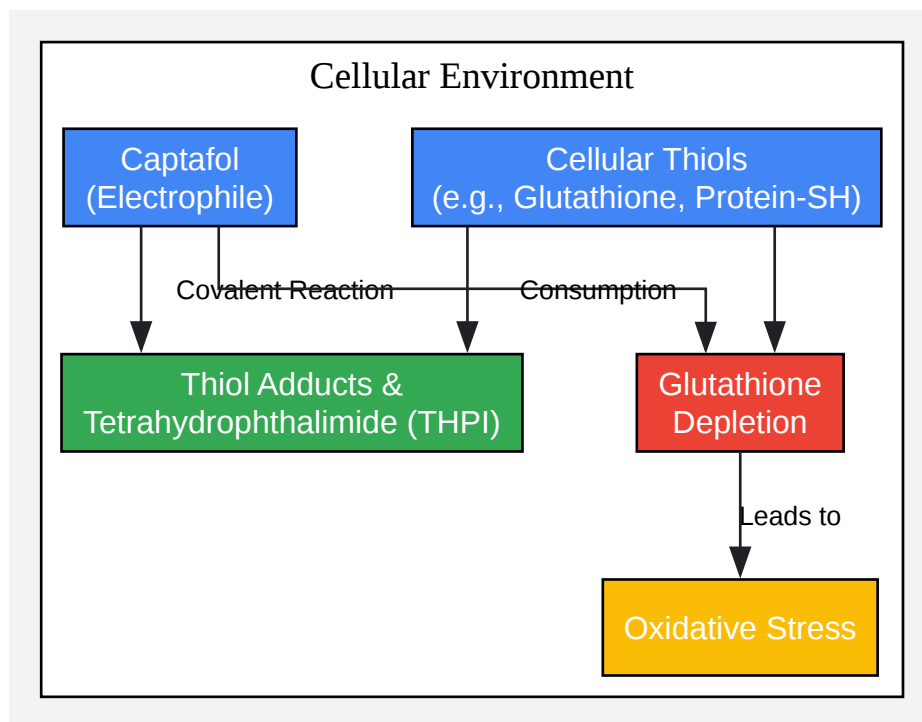 Cellular Environment
Captafol
(Electrophile)
Cellular Thiols
(e.g., Glutathione, Protein-SH)
Covalent Reaction
Consumption
Thiol Adducts &
Tetrahydrophthalimide (THPI)
Glutathione
Depletion
Leads to
Oxidative Stress